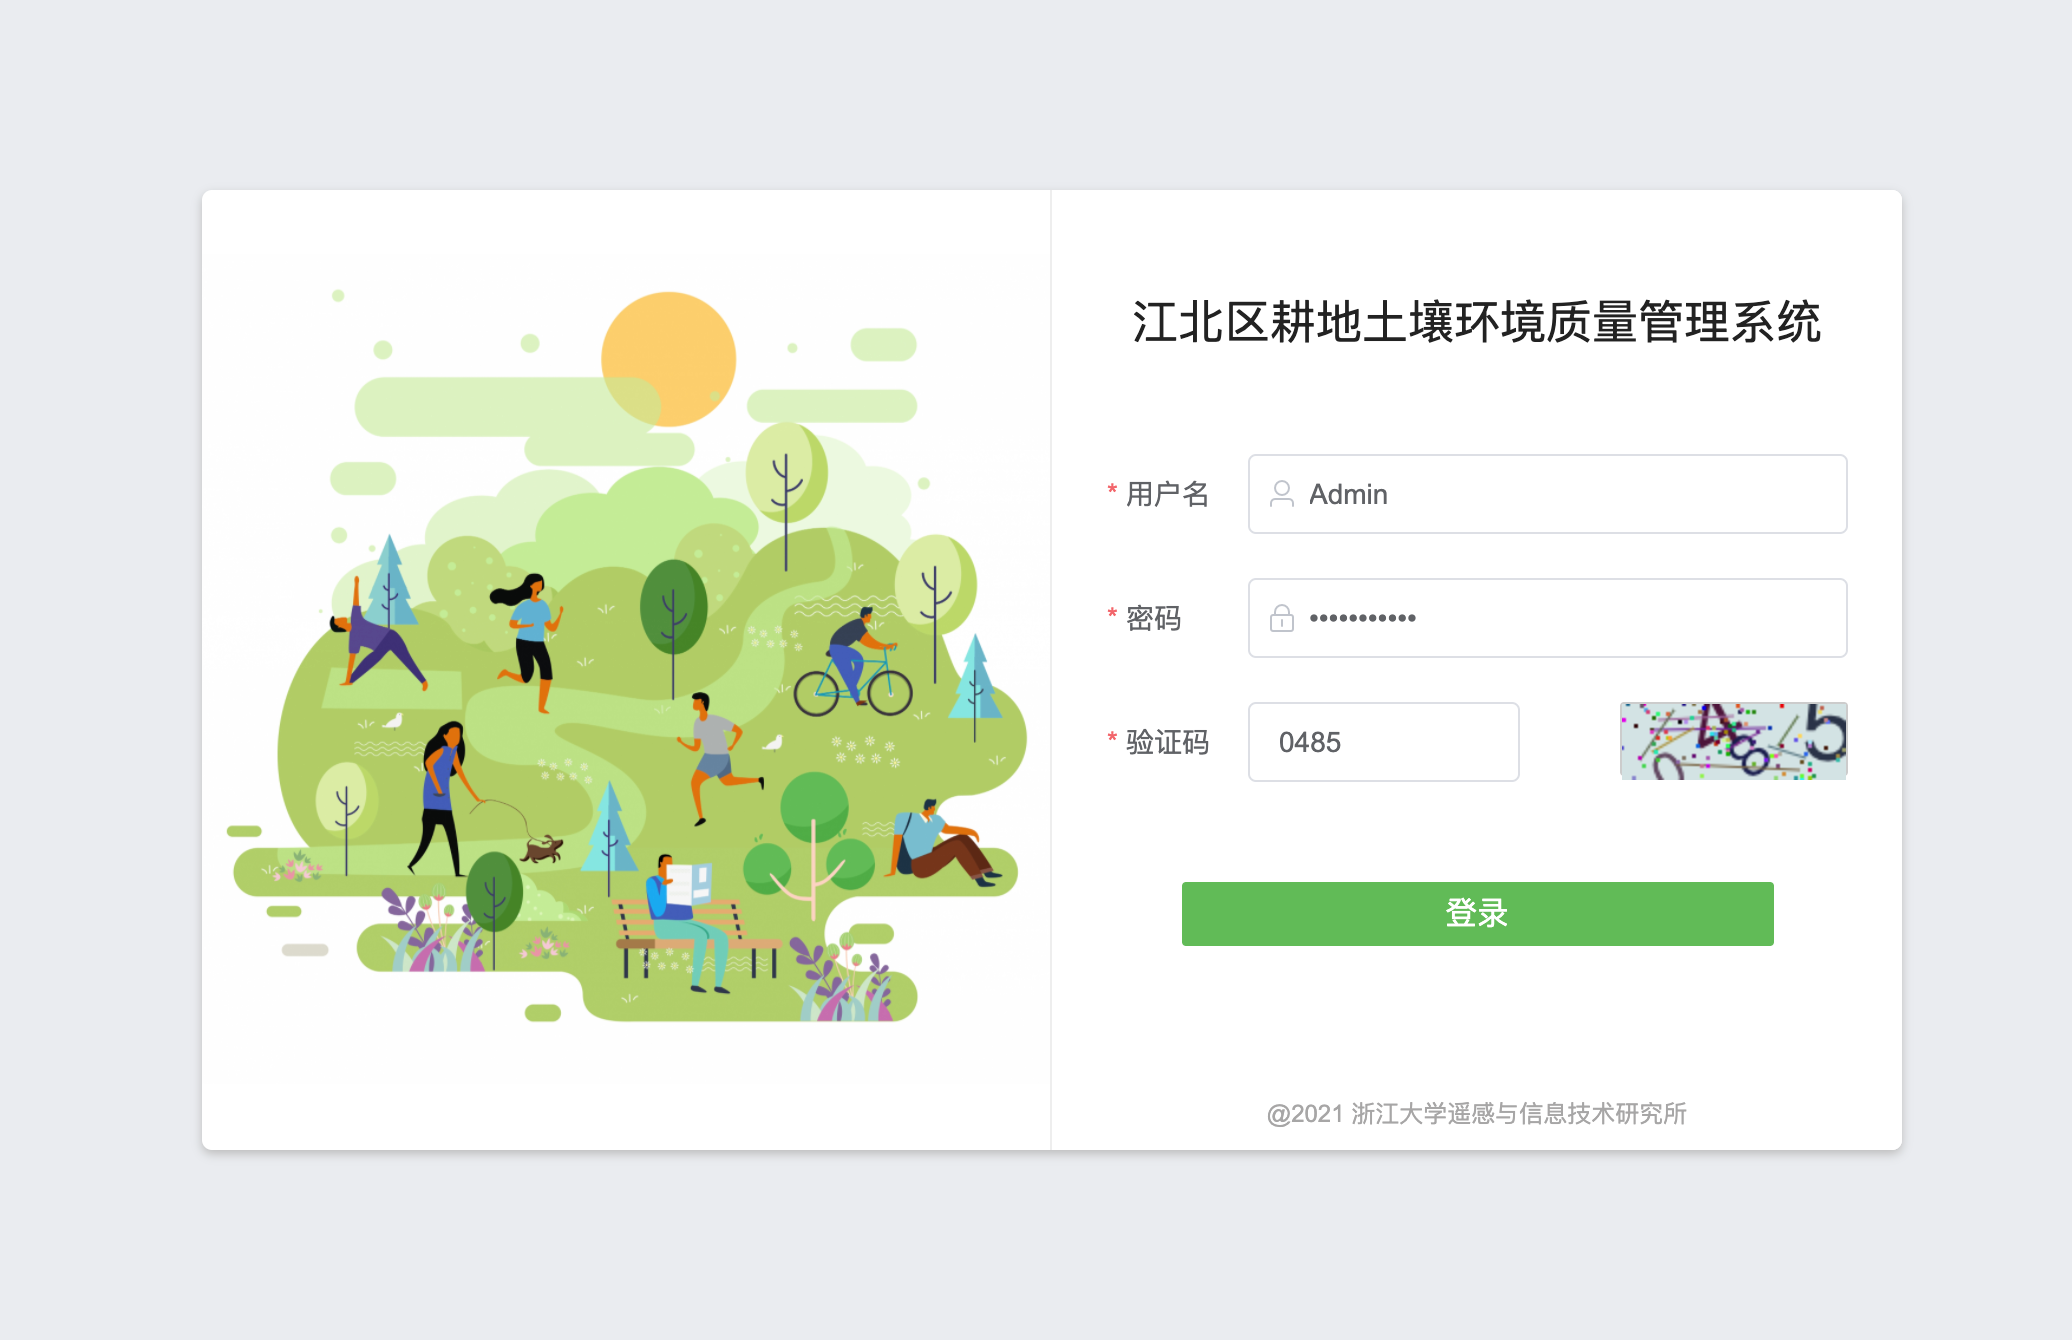 江北区耕地土壤环境质量管理系统
* 用户名 Admin
* 密码 •••••••••••
* 验证码 0485 0485
登录
@2021 浙江大学遥感与信息技术研究所